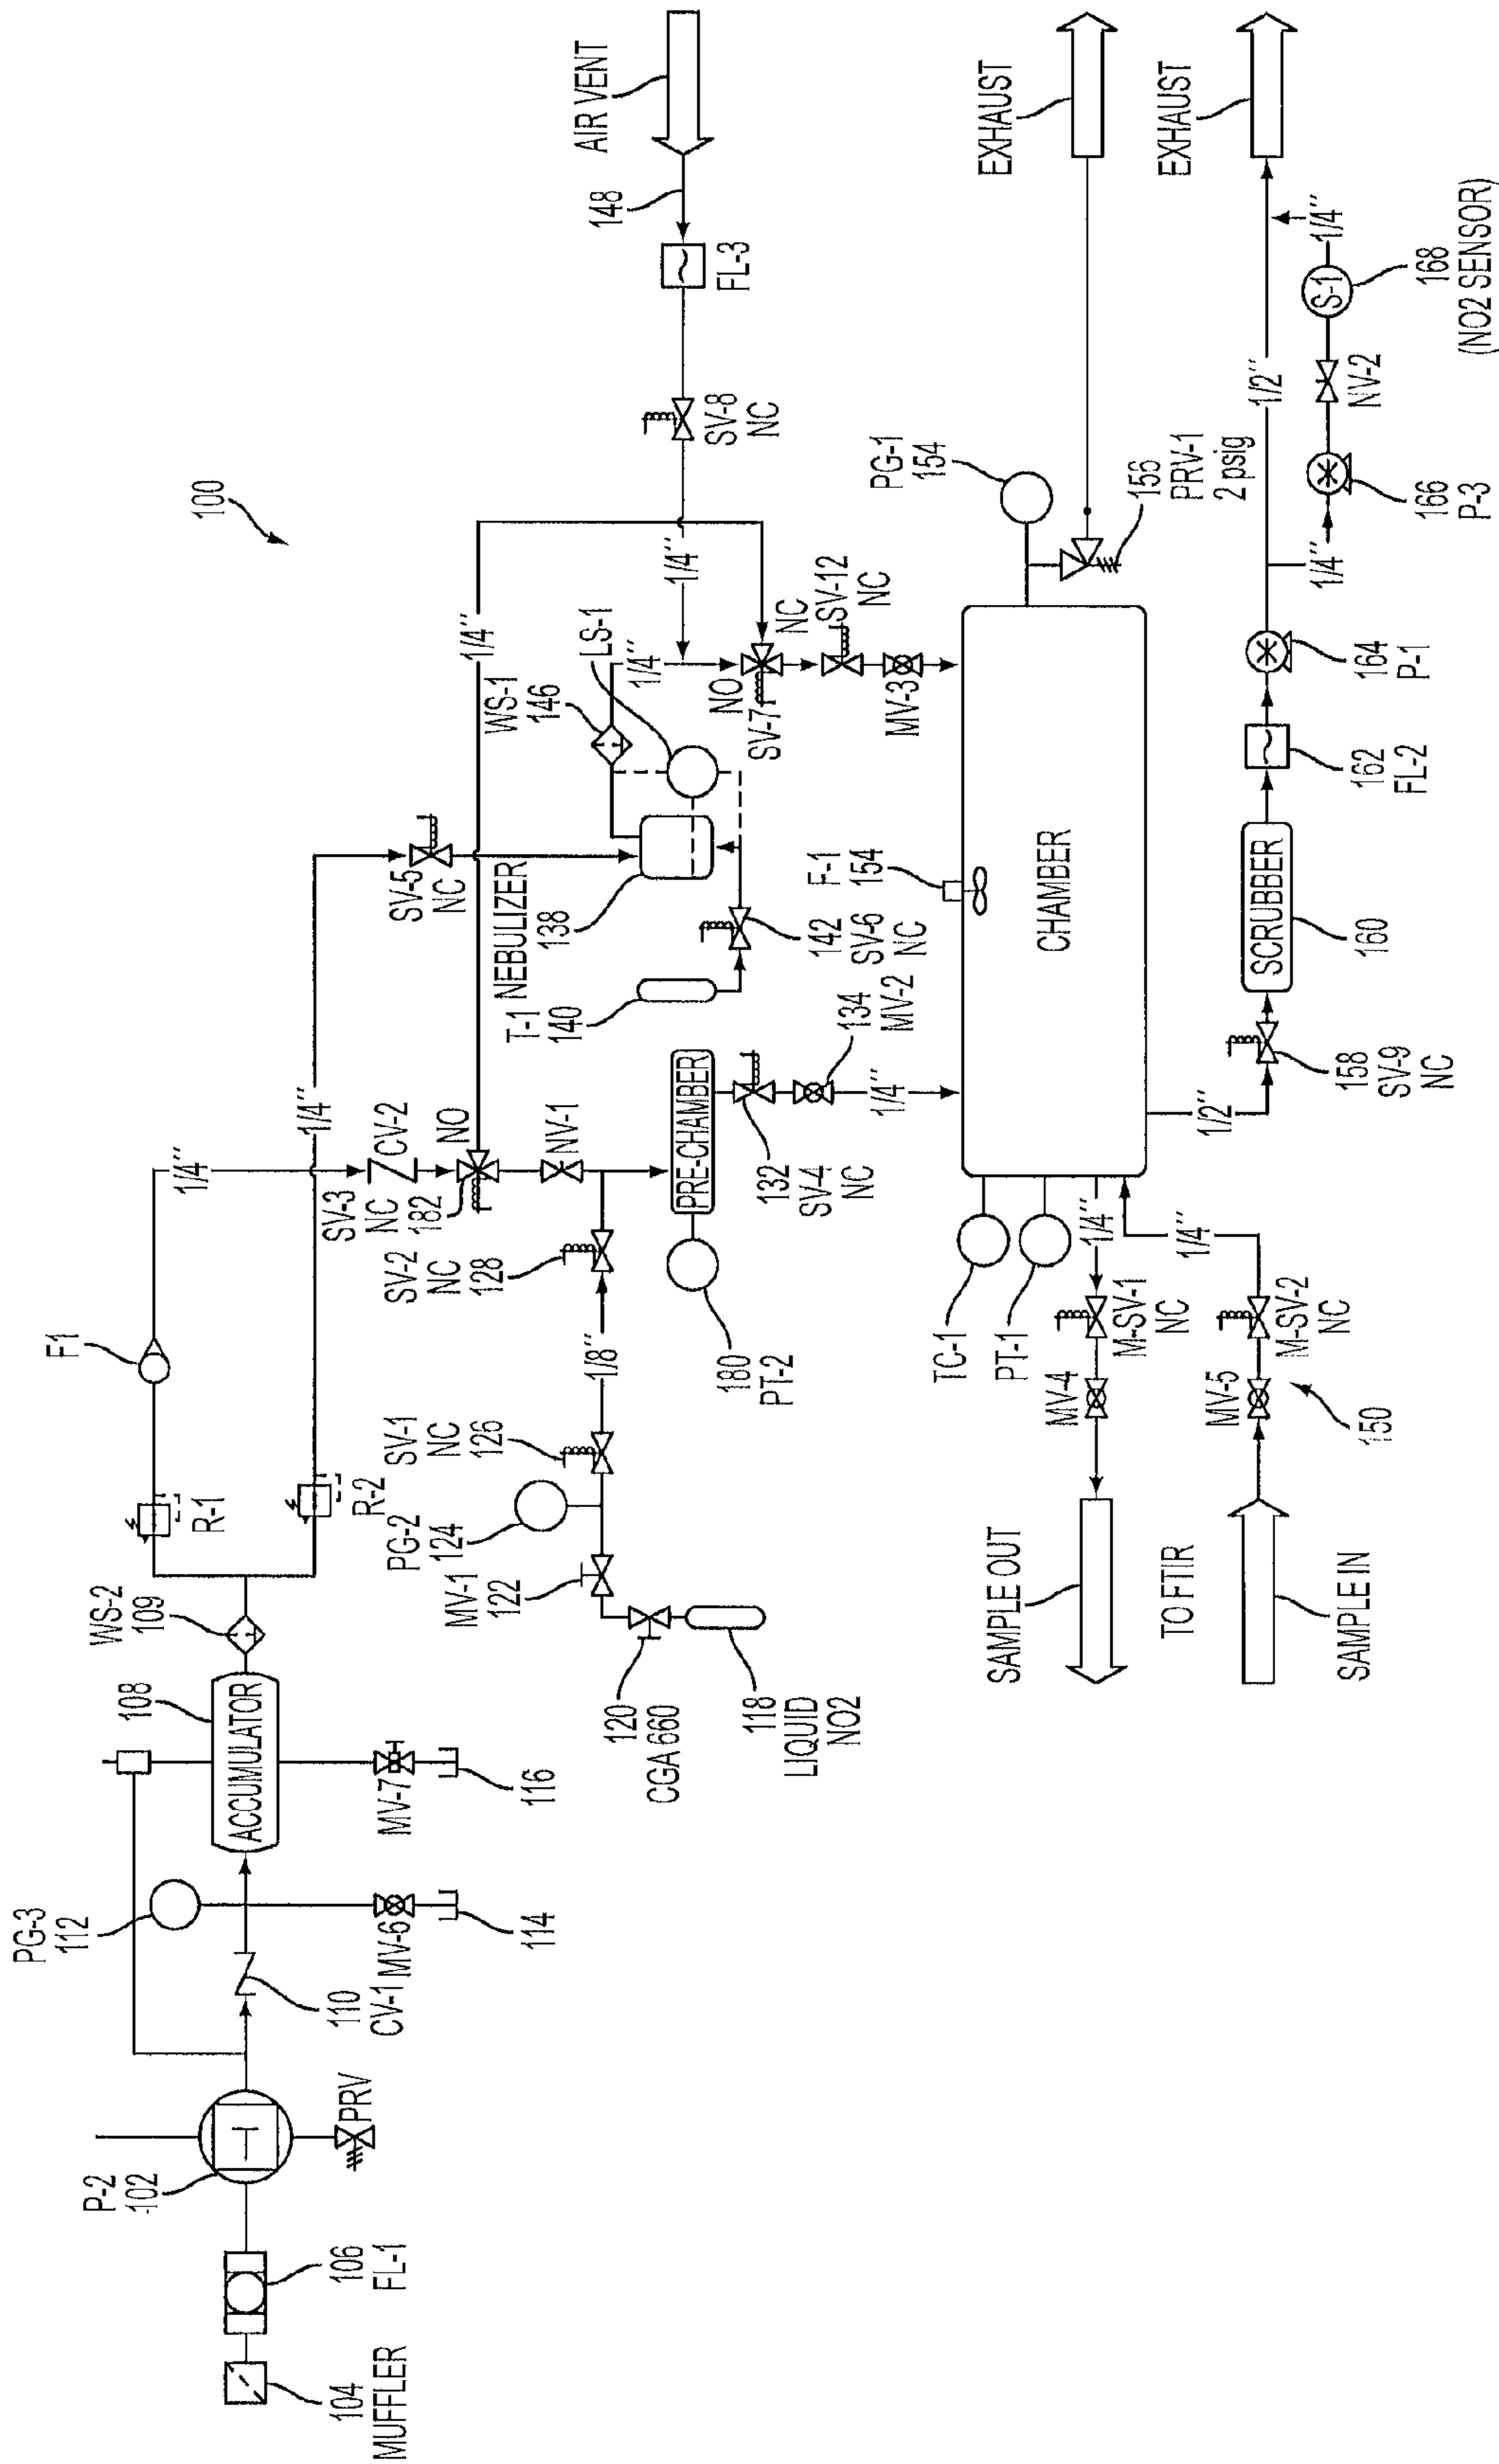 100
P-2
102
PRV
106
FL-1
104
MUFFLER
PG-3
112
110
CV-1
MV-6
114
108
ACCUMULATOR
MV-7
116
WS-2
109
R-1
R-2
F1
1/4"
1/4"
CV-2
SV-3
NC
182
NO
NV-1
SV-2
NC
128
1/8"
SV-1
NC
126
PG-2
124
MV-1
122
120
CGA 660
118
LIQUID
NO2
PRE-CHAMBER
180
PT-2
132
SV-4
NC
134
MV-2
1/4"
SV-5
NC
NEBULIZER
138
T-1
140
142
SV-6
NC
WS-1
146
LS-1
1/4"
1/4"
1/4"
NO
SV-7
NC
SV-12
NC
MV-3
SV-8
NC
FL-3
148
AIR VENT
F-1
154
CHAMBER
PG-1
154
156
PRV-1
2 psig
EXHAUST
EXHAUST
TC-1
PT-1
1/4"
M-SV-1
NC
MV-4
SAMPLE OUT
TO FTIR
SAMPLE IN
MV-5
M-SV-2
NC
1/4"
150
1/2"
158
SV-9
NC
SCRUBBER
160
162
FL-2
164
P-1
1/2"
1/4"
166
P-3
NV-2
S-1
1/4"
168
(NO2 SENSOR)